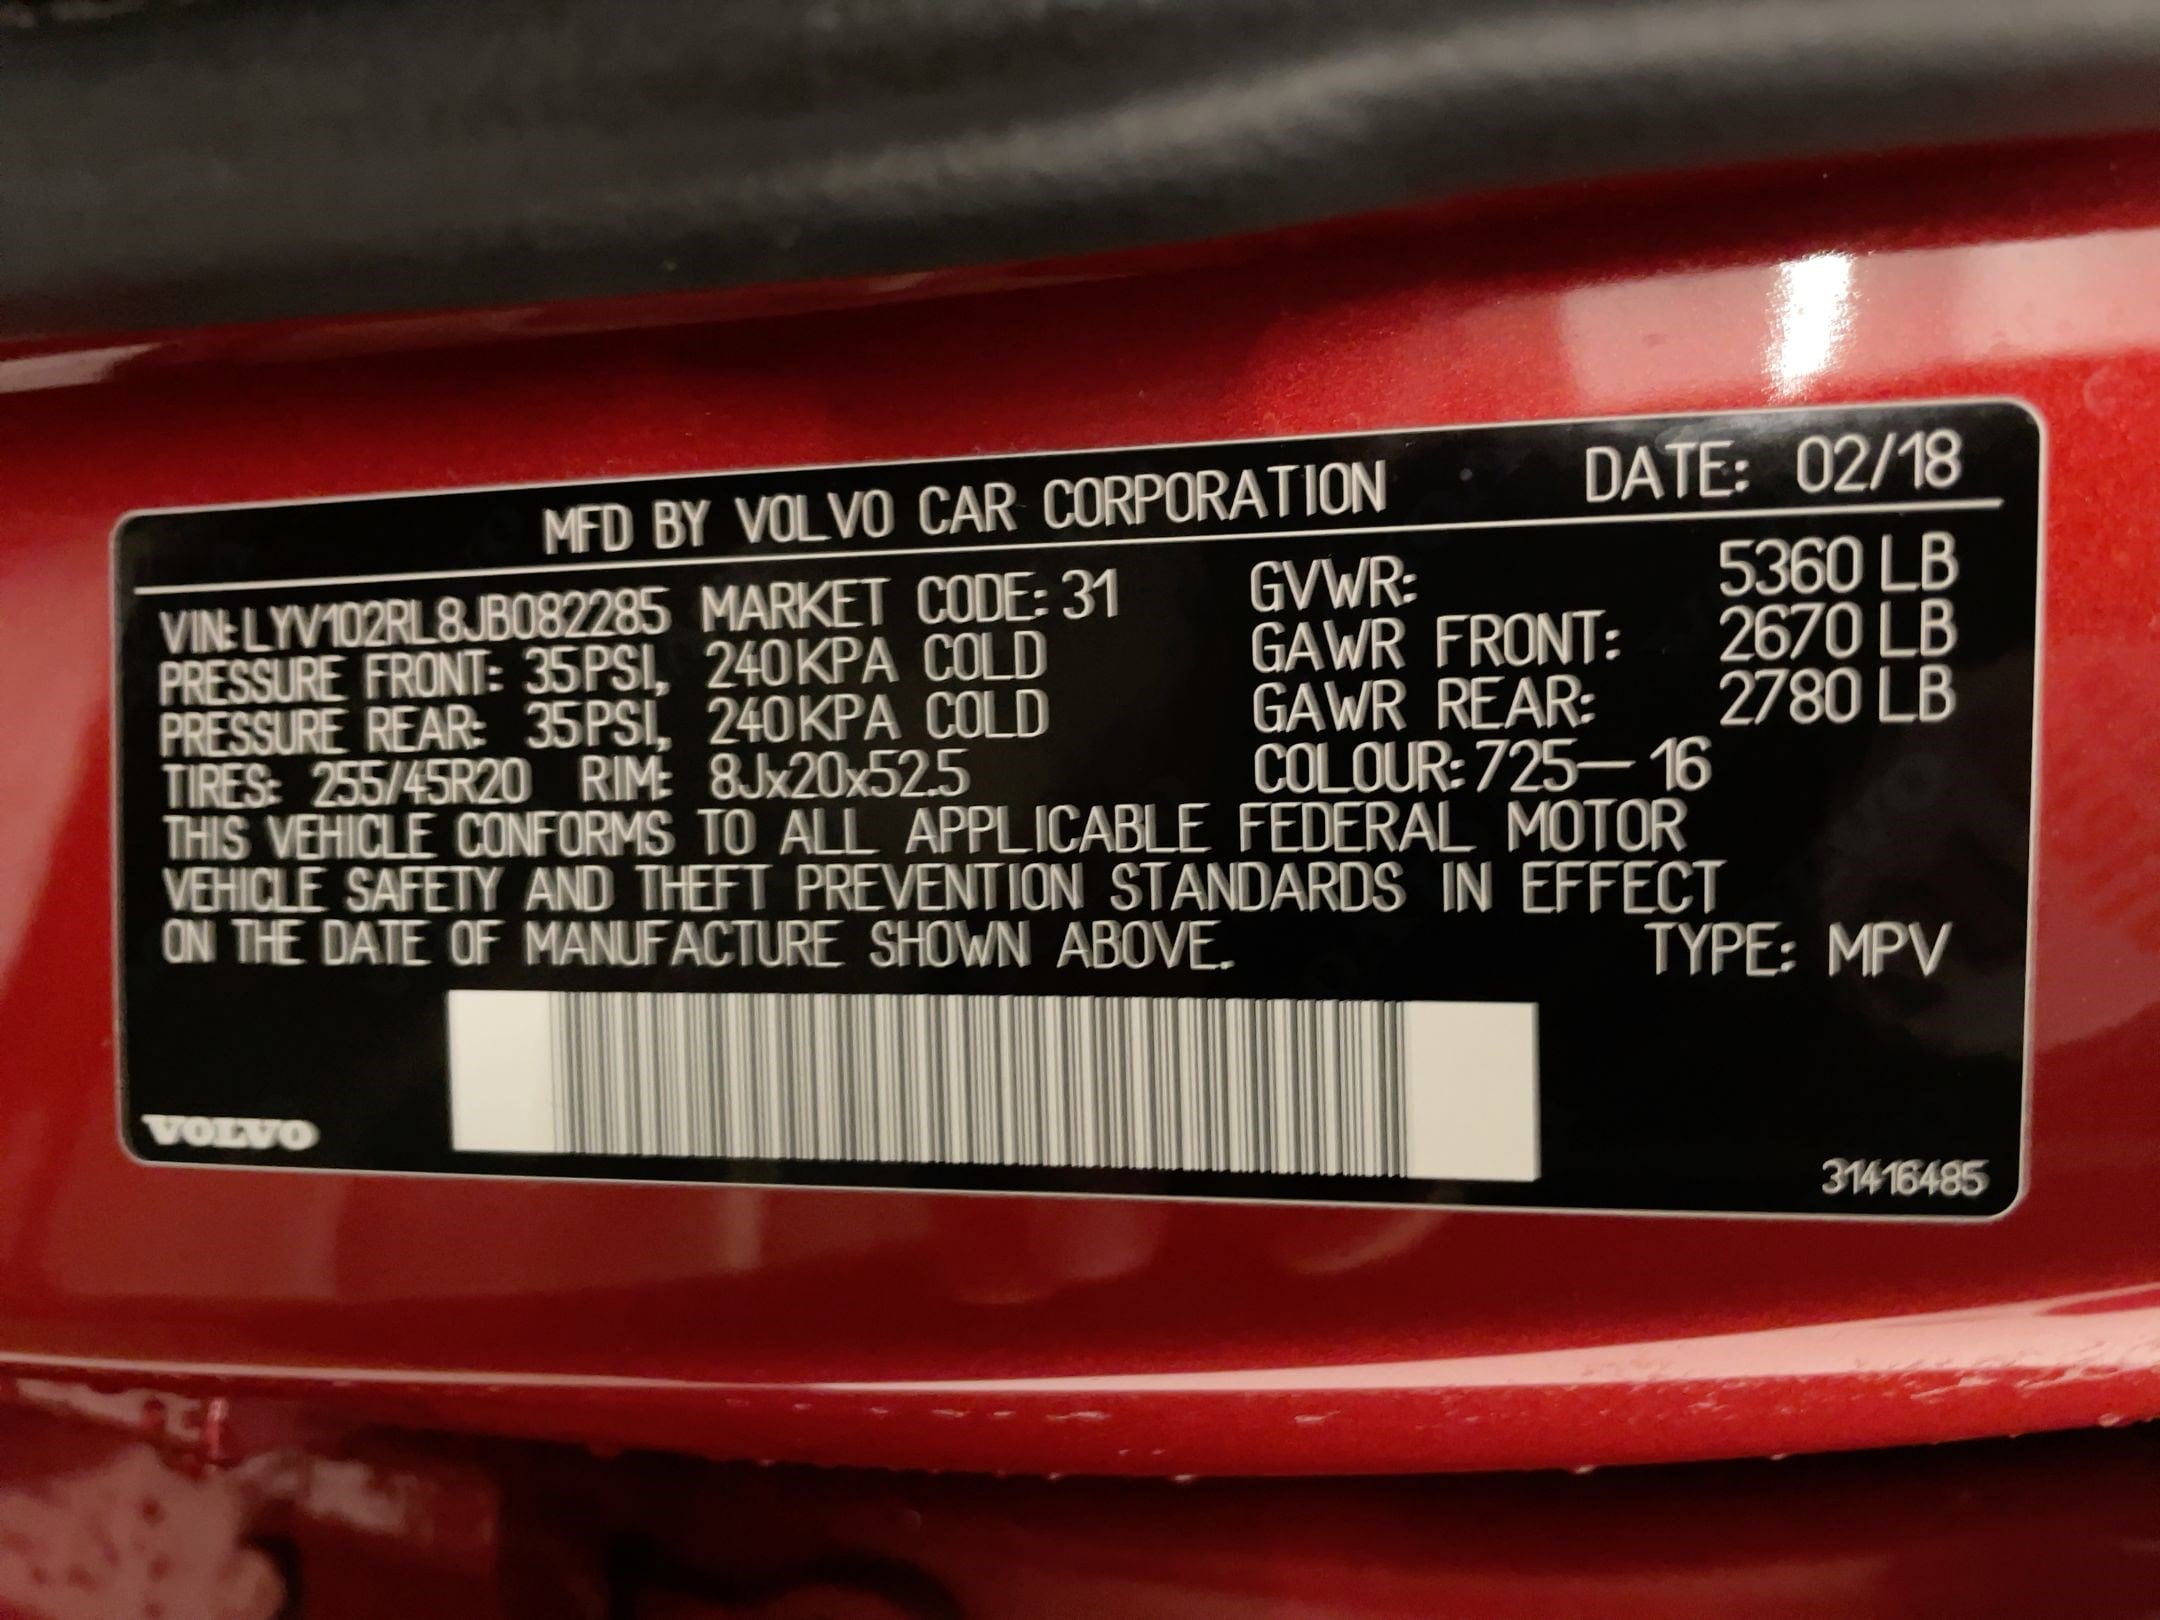 MFD BY VOLVO CAR CORPORATION DATE: 02/18
VIN: LYV102RL8JB082285 MARKET CODE: 31 GVWR: 5360 LB
PRESSURE FRONT: 35PSI, 240KPA COLD GAWR FRONT: 2670 LB
PRESSURE REAR: 35PSI, 240KPA COLD GAWR REAR: 2780 LB
TIRES: 255/45R20 RIM: 8Jx20x52.5 COLOUR: 725-16
THIS VEHICLE CONFORMS TO ALL APPLICABLE FEDERAL MOTOR
VEHICLE SAFETY AND THEFT PREVENTION STANDARDS IN EFFECT
ON THE DATE OF MANUFACTURE SHOWN ABOVE. TYPE: MPV
VOLVO
31416485